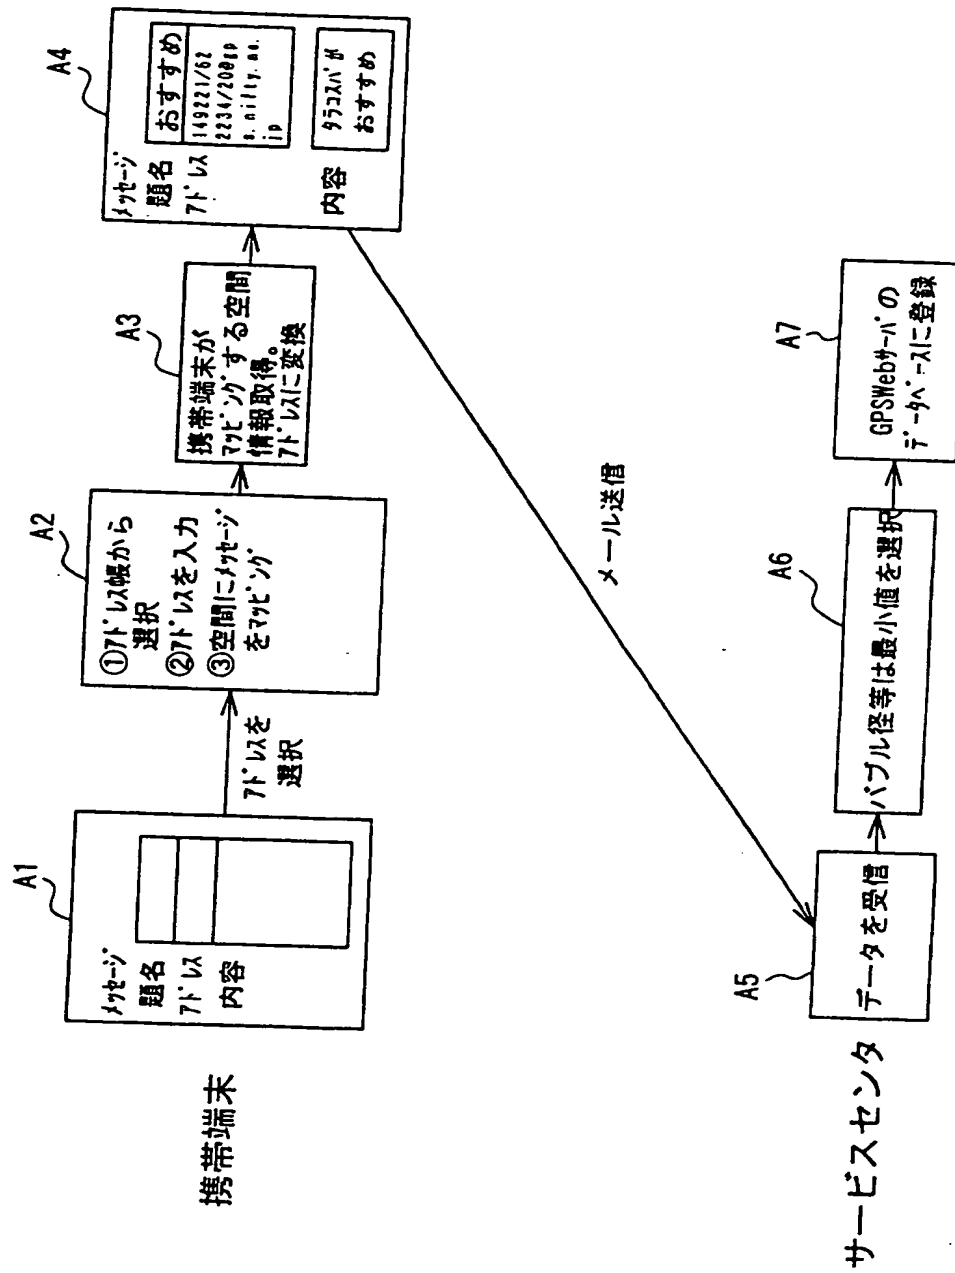 携帯端末
A1
メッセージ
題名
アドレス
内容
アドレスを
選択
A2
①アドレス帳から
選択
②アドレスを入力
③空間にメッセージ
をマッピング
A3
携帯端末が
マッピングする空間
情報取得。
アドレスに変換
A4
メッセージ
題名 おすすめ
アドレス 149221/62
2234/20@gp
s.nifty.ne.
jp
内容 タラコスパが
おすすめ
メール送信
サービスセンタ
A5
データを受信
A6
バブル径等は最小値を選択
A7
GPSWebサーバの
データベースに登録